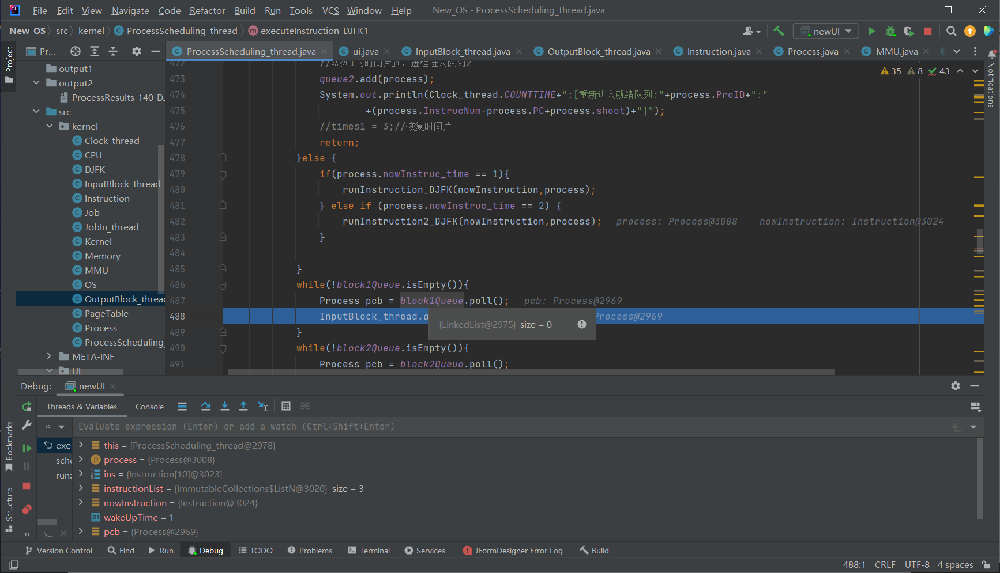 File Edit View Navigate Code Refactor Build Run Tools VCS Window Help New_OS - ProcessScheduling_thread.java
New_OS src kernel ProcessScheduling_thread executeInstruction_DJFK1 newUI
Project Pr... ProcessScheduling_thread.java ui.java InputBlock_thread.java OutputBlock_thread.java Instruction.java Process.java MMU.java
Notifications
35 8 43
output1
output2
ProcessResults-140-DJ
src
kernel
Clock_thread
CPU
DJFK
InputBlock_thread
Instruction
Job
JobIn_thread
Kernel
Memory
MMU
OS
OutputBlock_thread
PageTable
Process
ProcessScheduling_
META-INF
UI
472 //队列1的时间片到，进程进入队列2
473 queue2.add(process);
474 System.out.println(Clock_thread.COUNTTIME+":[重新进入就绪队列:"+process.ProID+":"
475 +(process.InstrucNum-process.PC+process.shoot)+"]");
476 //times1 = 3;//恢复时间片
477 return;
478 }else {
479 if(process.nowInstruc_time == 1){
480 runInstruction_DJFK(nowInstruction,process);
481 } else if (process.nowInstruc_time == 2) {
482 runInstruction2_DJFK(nowInstruction,process); process: Process@3008 nowInstruction: Instruction@3024
483 }
484
485 }
486 while(!block1Queue.isEmpty()){
487 Process pcb = block1Queue.poll(); pcb: Process@2969
488 InputBlock_thread.a Process@2969
{LinkedList@2975} size = 0
489 }
490 while(!block2Queue.isEmpty()){
491 Process pcb = block2Queue.poll();
Debug: newUI
Threads & Variables Console
Evaluate expression (Enter) or add a watch (Ctrl+Shift+Enter)
Bookmarks
Structure
exec
sche
run:
this = {ProcessScheduling_thread@2978}
process = {Process@3008}
ins = {Instruction[10]@3023}
instructionList = {ImmutableCollections$ListN@3020} size = 3
nowInstruction = {Instruction@3024}
wakeUpTime = 1
pcb = {Process@2969}
S...
Version Control Find Run Debug TODO Problems Terminal Services JFormDesigner Error Log Build
488:1 CRLF UTF-8 4 spaces